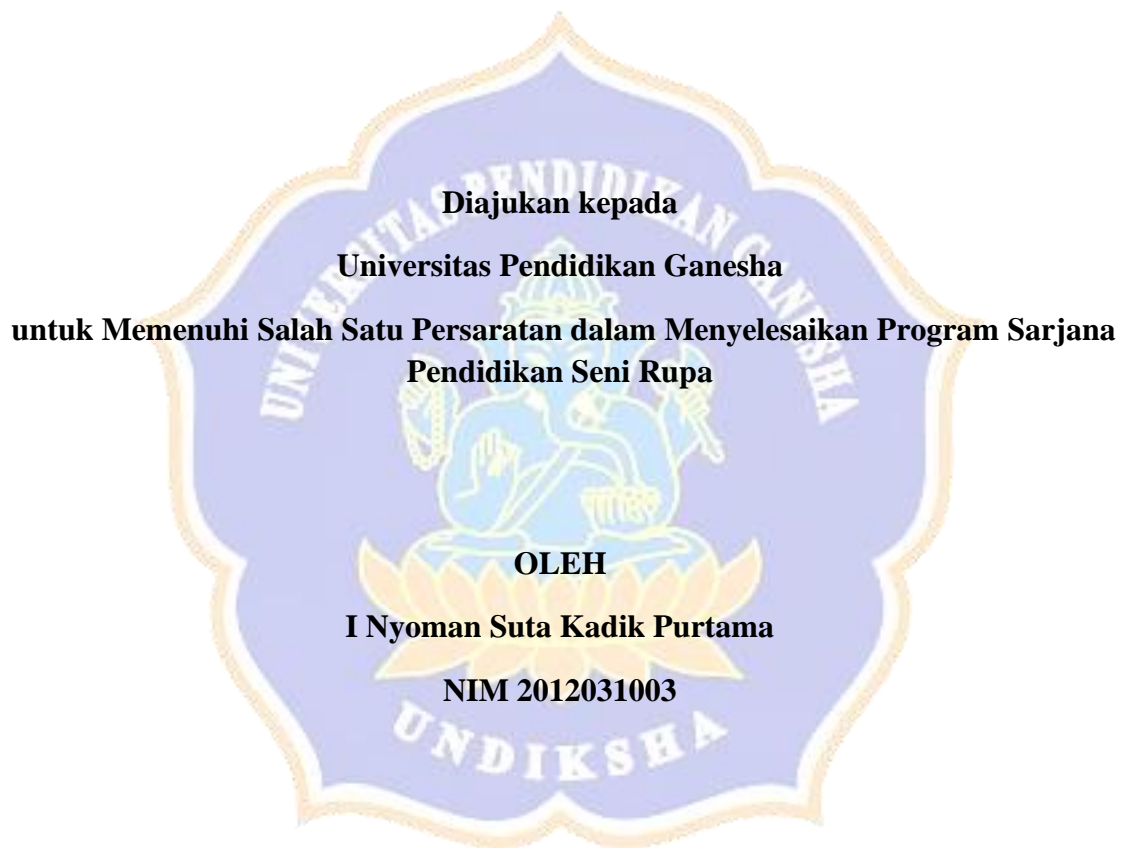 Diajukan kepada
Universitas Pendidikan Ganesha
untuk Memenuhi Salah Satu Persaratan dalam Menyelesaikan Program Sarjana
Pendidikan Seni Rupa
OLEH
I Nyoman Suta Kadik Purtama
NIM 2012031003
UNIVERSITAS PENDIDIKAN GANESHA
UNDIKSHA